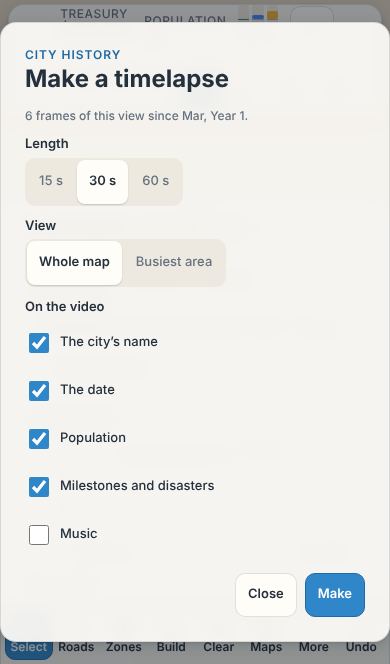 TREASURY POPULATION
CITY HISTORY
Make a timelapse
6 frames of this view since Mar, Year 1.
Length
15 s 30 s 60 s
View
Whole map Busiest area
On the video
The city’s name
The date
Population
Milestones and disasters
Music
Close Make
Select Roads Zones Build Clear Maps More Undo